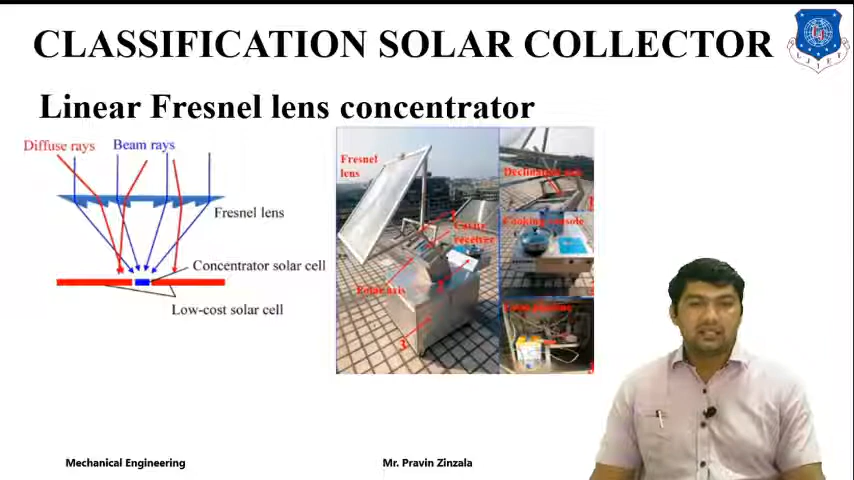 CLASSIFICATION SOLAR COLLECTOR
Linear Fresnel lens concentrator
Diffuse rays
Beam rays
Fresnel lens
Concentrator solar cell
Low-cost solar cell
Fresnel
lens
Cavity
receiver
Polar axis
3
Cooking console
Mechanical Engineering
Mr. Pravin Zinzala